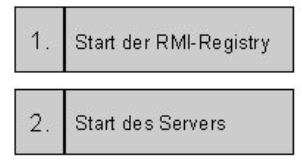 1. Start der RMI-Registry
2. Start des Servers